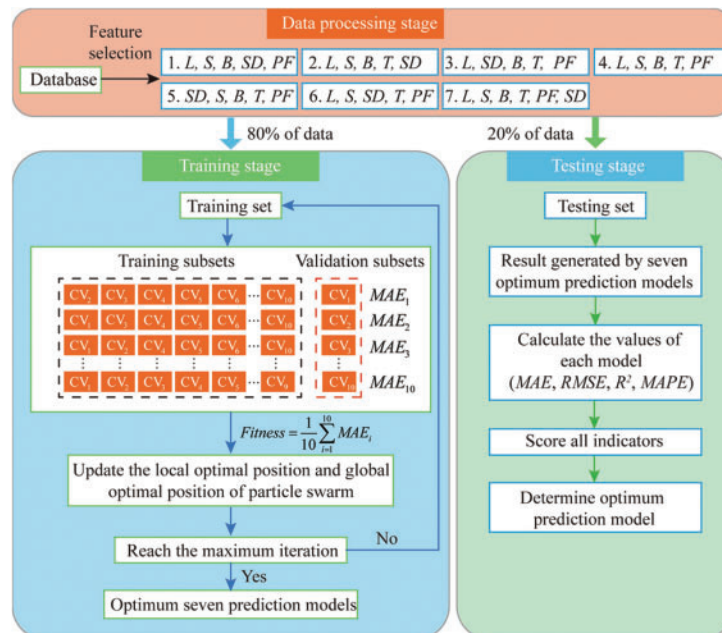 Data processing stage
Feature
selection
Database
1. L, S, B, SD, PF
2. L, S, B, T, SD
3. L, SD, B, T, PF
4. L, S, B, T, PF
5. SD, S, B, T, PF
6. L, S, SD, T, PF
7. L, S, B, T, PF, SD
80% of data
20% of data
Training stage
Training set
Training subsets
Validation subsets
CV₂ CV₃ CV₄ CV₅ CV₆ ··· CV₁₀ CV₁ MAE₁
CV₁ CV₃ CV₄ CV₅ CV₆ ··· CV₁₀ CV₂ MAE₂
CV₁ CV₂ CV₄ CV₅ CV₆ ··· CV₁₀ CV₃ MAE₃
CV₁ CV₂ CV₃ CV₄ CV₅ ··· CV₉ CV₁₀ MAE₁₀
Fitness = 1/10 ∑ᵢ₌₁¹⁰ MAEᵢ
Update the local optimal position and global
optimal position of particle swarm
Reach the maximum iteration
No
Yes
Optimum seven prediction models
Testing stage
Testing set
Result generated by seven
optimum prediction models
Calculate the values of
each model
(MAE, RMSE, R², MAPE)
Score all indicators
Determine optimum
prediction model